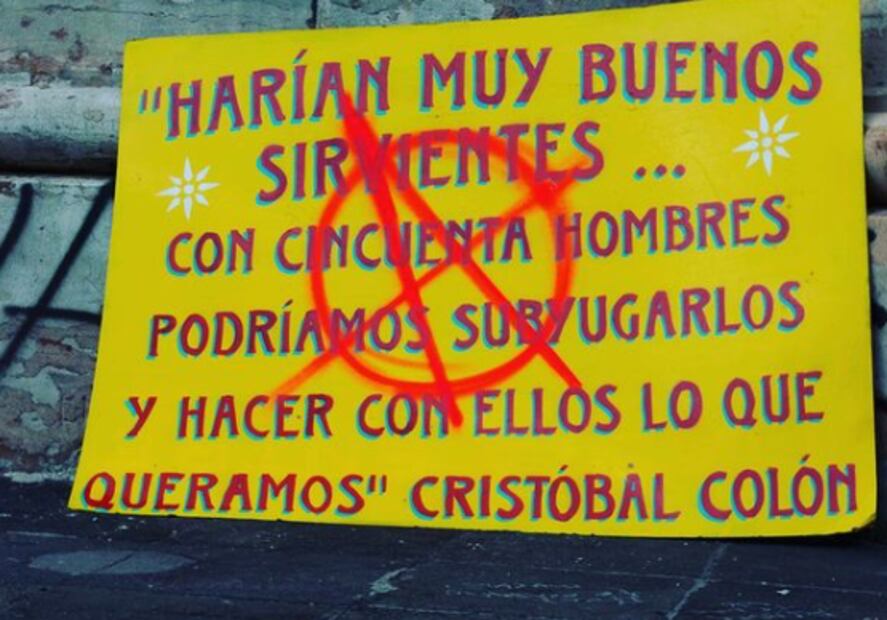 "HARÍAN MUY BUENOS
SIRVIENTES ...
CON CINCUENTA HOMBRES
PODRÍAMOS SUBYUGARLOS
Y HACER CON ELLOS LO QUE
QUERAMOS" CRISTÓBAL COLÓN